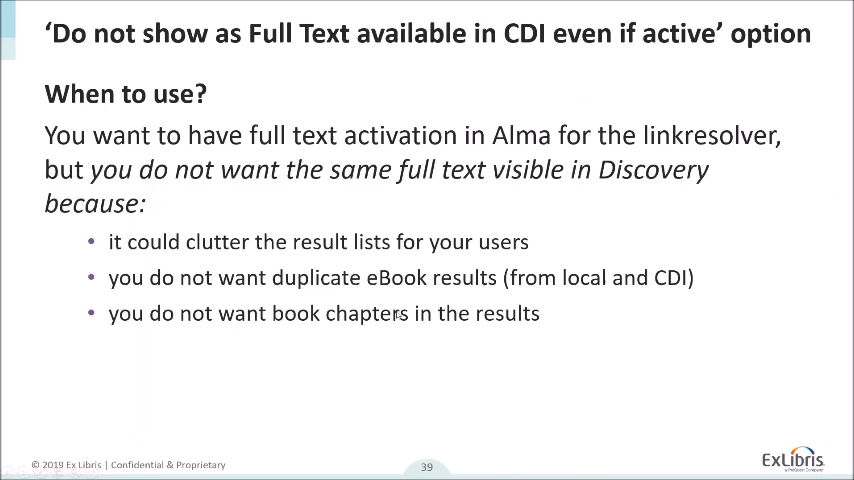 ‘Do not show as Full Text available in CDI even if active’ option
When to use?
You want to have full text activation in Alma for the linkresolver,
but you do not want the same full text visible in Discovery
because:
• it could clutter the result lists for your users
• you do not want duplicate eBook results (from local and CDI)
• you do not want book chapters in the results
© 2019 Ex Libris | Confidential & Proprietary
39
ExLibris
a ProQuest Company